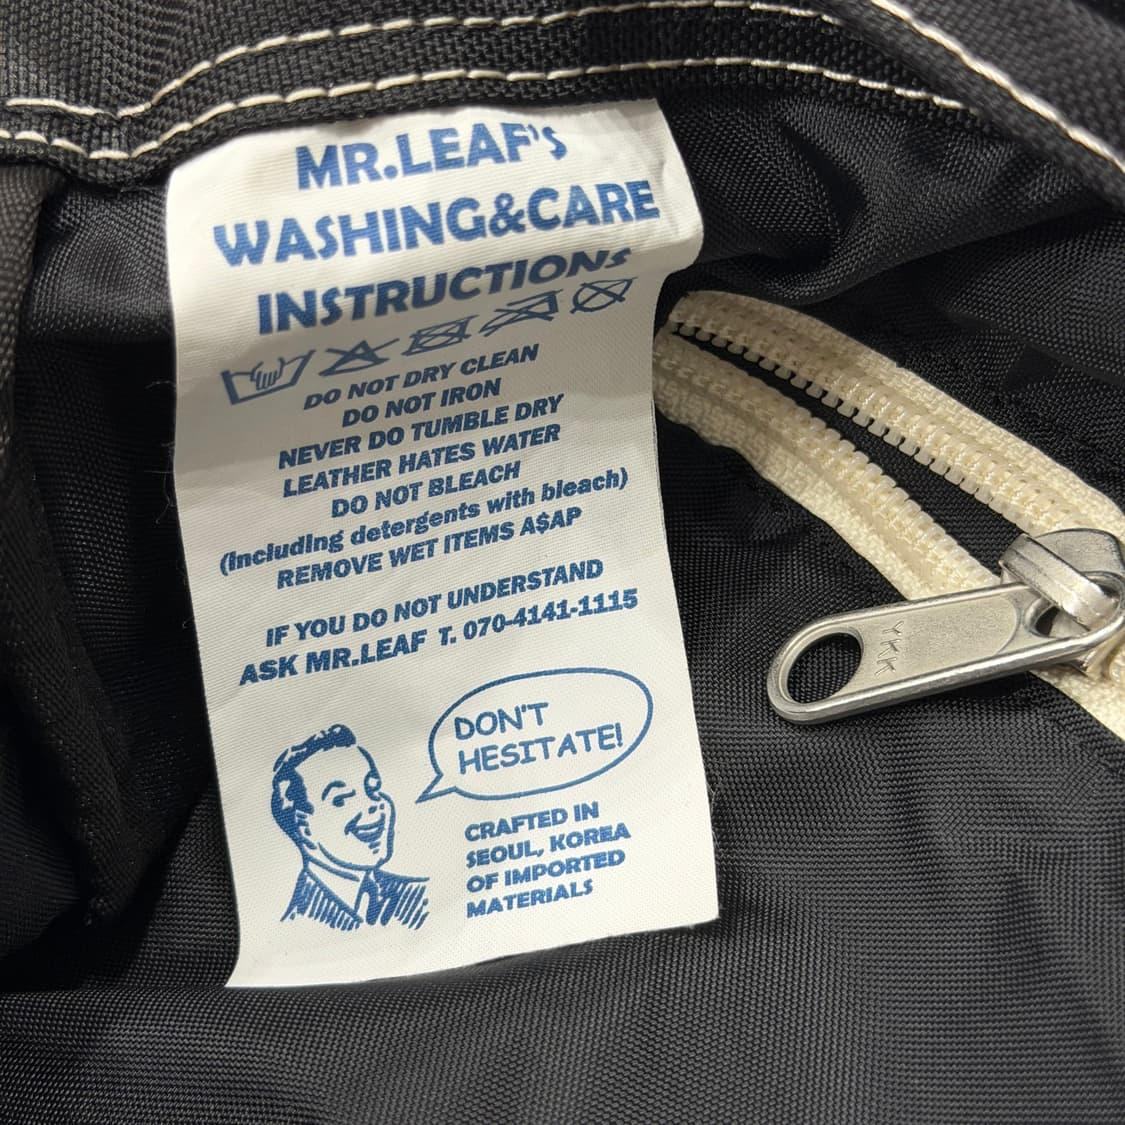 MR.LEAF'S
WASHING&CARE
INSTRUCTIONS
DO NOT DRY CLEAN
DO NOT IRON
NEVER DO TUMBLE DRY
LEATHER HATES WATER
DO NOT BLEACH
(Including detergents with bleach)
REMOVE WET ITEMS A$AP
IF YOU DO NOT UNDERSTAND
ASK MR.LEAF T. 070-4141-1115
DON'T
HESITATE!
CRAFTED IN
SEOUL, KOREA
OF IMPORTED
MATERIALS
YKK